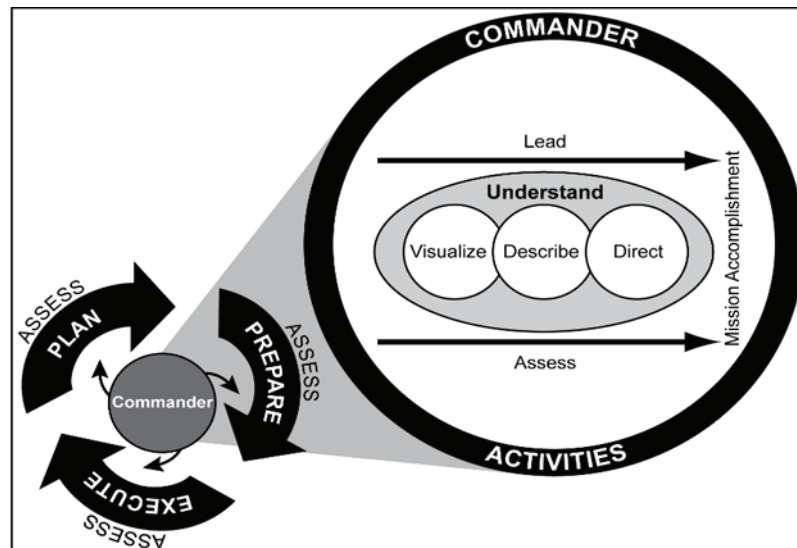 COMMANDER
Lead
Understand
Visualize
Describe
Direct
Mission Accomplishment
Assess
ACTIVITIES
ASSESS
PLAN
PREPARE
ASSESS
Commander
EXECUTE
ASSESS